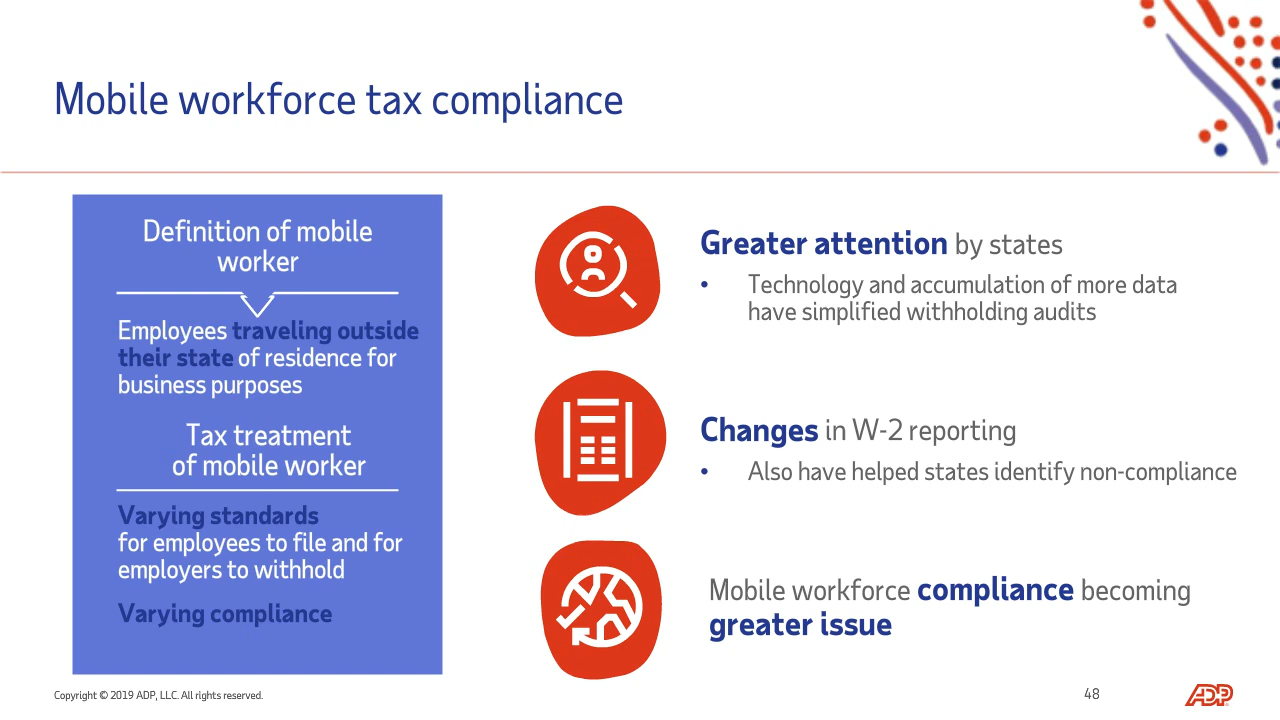 Mobile workforce tax compliance
Definition of mobile
worker
Employees traveling outside
their state of residence for
business purposes
Tax treatment
of mobile worker
Varying standards
for employees to file and for
employers to withhold
Varying compliance
Greater attention by states
• Technology and accumulation of more data
have simplified withholding audits
Changes in W-2 reporting
• Also have helped states identify non-compliance
Mobile workforce compliance becoming
greater issue
Copyright © 2019 ADP, LLC. All rights reserved.
48
ADP